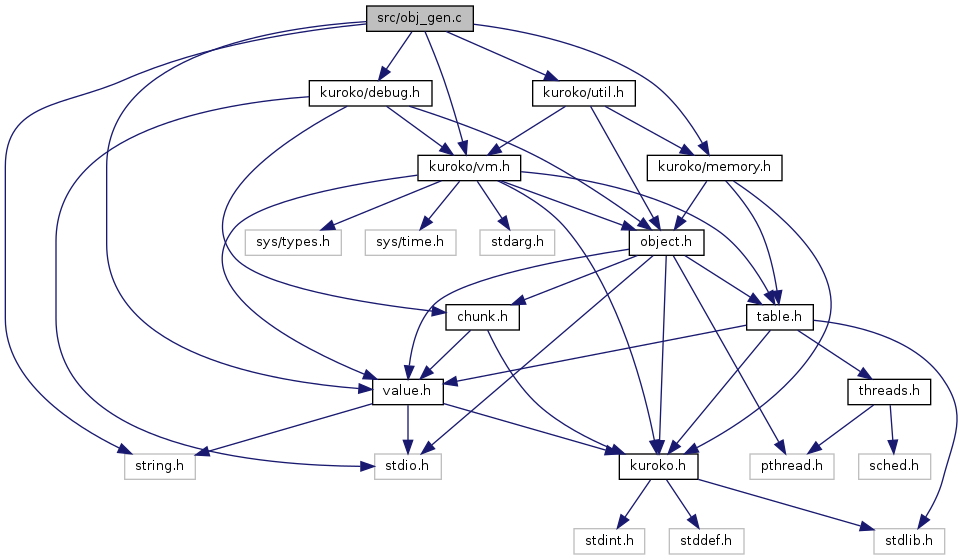 src/obj_gen.c
kuroko/debug.h
kuroko/util.h
kuroko/vm.h
kuroko/memory.h
sys/types.h
sys/time.h
stdarg.h
object.h
chunk.h
table.h
value.h
threads.h
string.h
stdio.h
kuroko.h
pthread.h
sched.h
stdint.h
stddef.h
stdlib.h